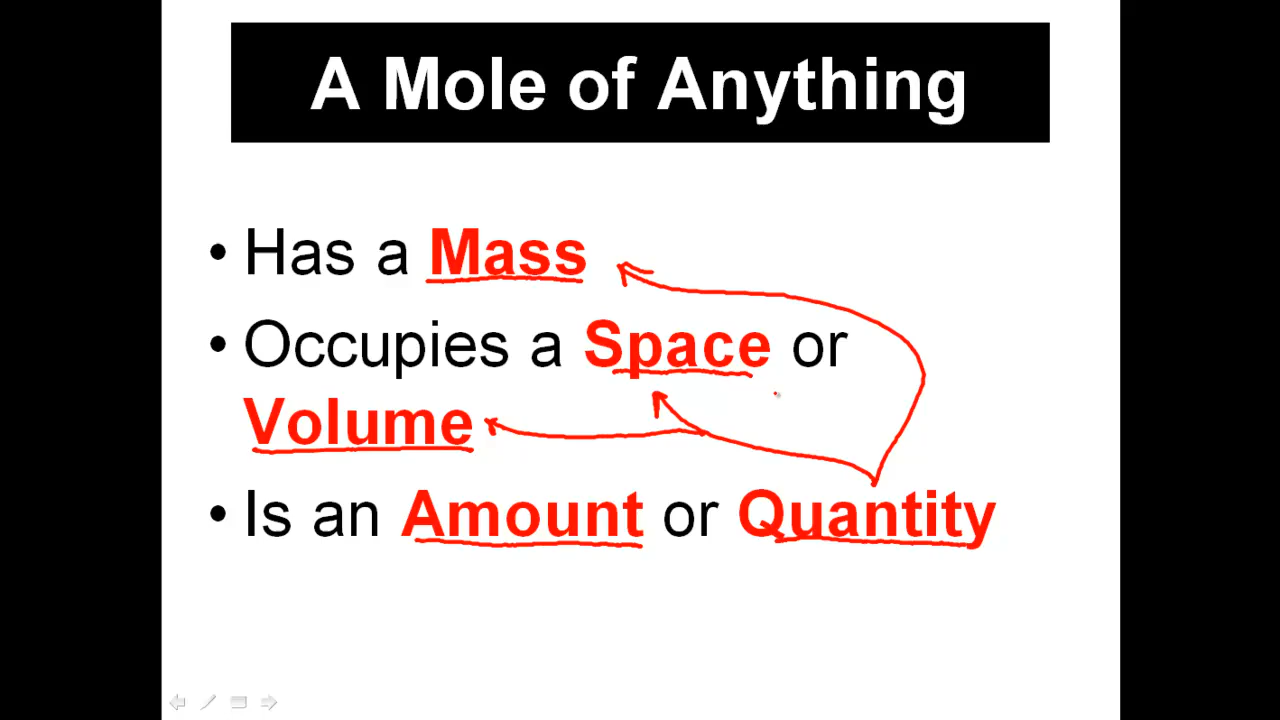 A Mole of Anything
• Has a Mass
• Occupies a Space or
Volume
• Is an Amount or Quantity